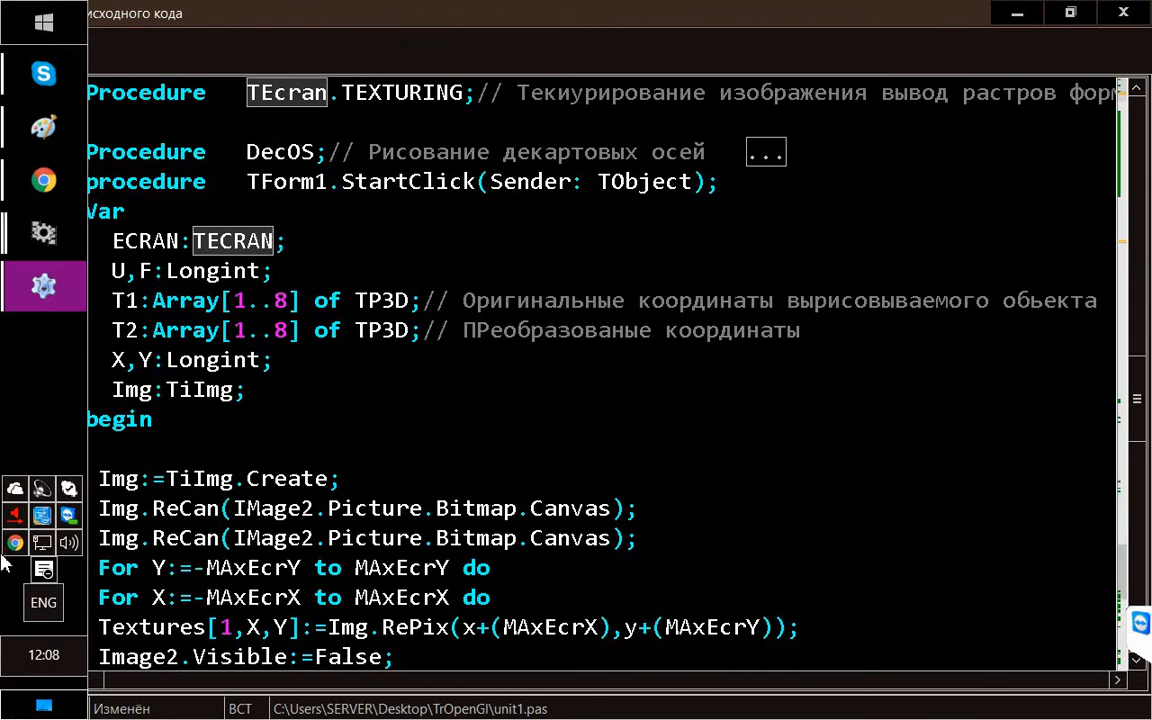 исходного кода
Procedure TEcran.TEXTURING;// Текиурирование изображения вывод растров форм
Procedure DecOS;// Рисование декартовых осей ...
procedure TForm1.StartClick(Sender: TObject);
Var
ECRAN:TECRAN;
U,F:Longint;
T1:Array[1..8] of TP3D;// Оригинальные координаты вырисовываемого обьекта
T2:Array[1..8] of TP3D;// ПРеобразованые координаты
X,Y:Longint;
Img:TiImg;
begin
Img:=TiImg.Create;
Img.ReCan(IMage2.Picture.Bitmap.Canvas);
Img.ReCan(IMage2.Picture.Bitmap.Canvas);
For Y:=-MAxEcrY to MAxEcrY do
For X:=-MAxEcrX to MAxEcrX do
Textures[1,X,Y]:=Img.RePix(x+(MAxEcrX),y+(MAxEcrY));
Image2.Visible:=False;
ENG
12:08
Изменён ВСТ C:\Users\SERVER\Desktop\TrOpenGl\unit1.pas